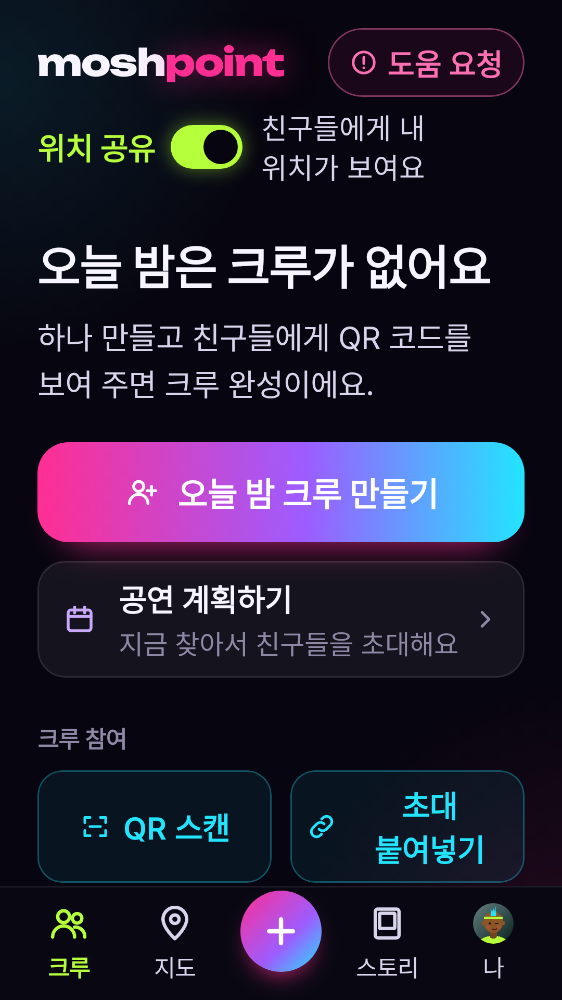 moshpoint
도움 요청
위치 공유
친구들에게 내
위치가 보여요
오늘 밤은 크루가 없어요
하나 만들고 친구들에게 QR 코드를
보여 주면 크루 완성이에요.
오늘 밤 크루 만들기
공연 계획하기
지금 찾아서 친구들을 초대해요
크루 참여
QR 스캔
초대
붙여넣기
크루
지도
스토리
나